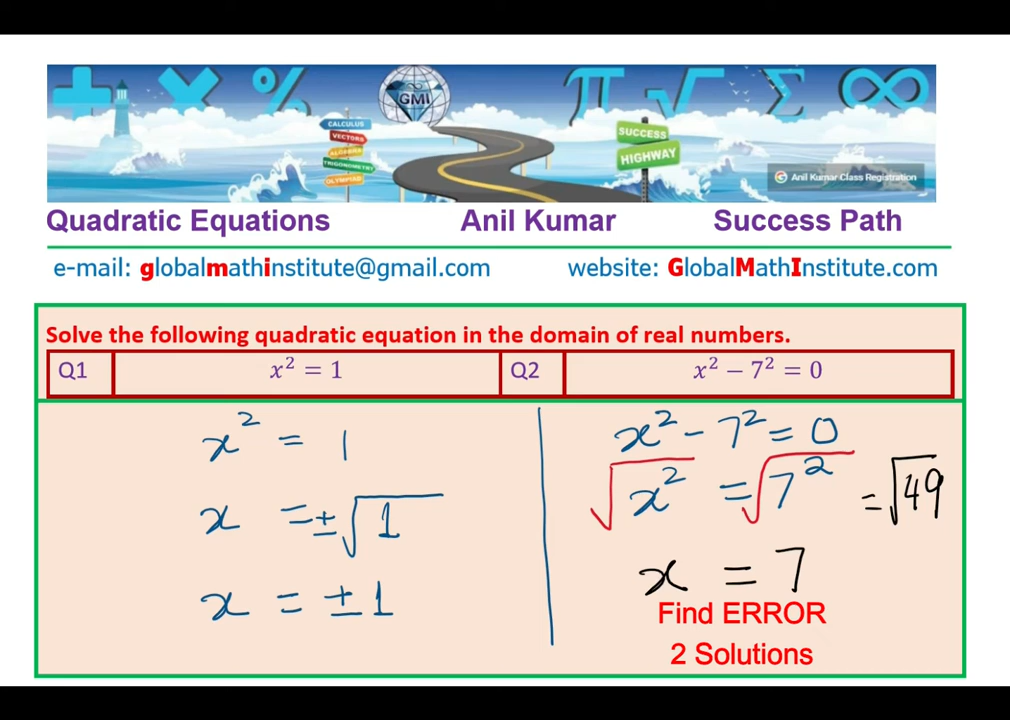 GMI
CALCULUS
VECTORS
ALGEBRA
TRIGONOMETRY
OLYMPIAD
SUCCESS
HIGHWAY
Anil Kumar Class Registration
Quadratic Equations Anil Kumar Success Path
e-mail: globalmathinstitute@gmail.com website: GlobalMathInstitute.com
Solve the following quadratic equation in the domain of real numbers.
Q1 x² = 1 Q2 x² − 7² = 0
x² = 1
x = ±√1
x = ±1
x² − 7² = 0
√x² = √7² = √49
x = 7
Find ERROR
2 Solutions